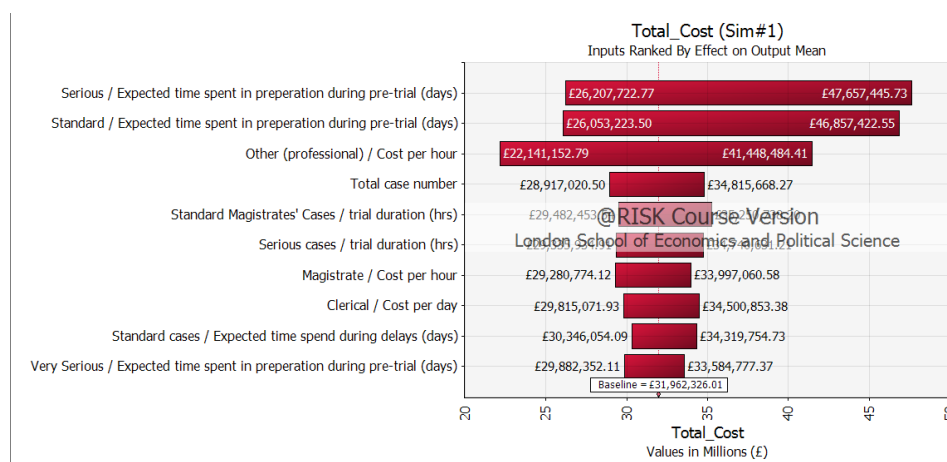 Total_Cost (Sim#1)
Inputs Ranked By Effect on Output Mean
Serious / Expected time spent in preperation during pre-trial (days) £26,207,722.77 £47,657,445.73
Standard / Expected time spent in preperation during pre-trial (days) £26,053,223.50 £46,857,422.55
Other (professional) / Cost per hour £22,141,152.79 £41,448,484.41
Total case number £28,917,020.50 £34,815,668.27
Standard Magistrates' Cases / trial duration (hrs)
@RISK Course Version
Serious cases / trial duration (hrs)
London School of Economics and Political Science
Magistrate / Cost per hour £29,280,774.12 £33,997,060.58
Clerical / Cost per day £29,815,071.93 £34,500,853.38
Standard cases / Expected time spend during delays (days) £30,346,054.09 £34,319,754.73
Very Serious / Expected time spent in preperation during pre-trial (days) £29,882,352.11 £33,584,777.37
Baseline = £31,962,326.01
20 25 30 35 40 45
Total_Cost
Values in Millions (£)